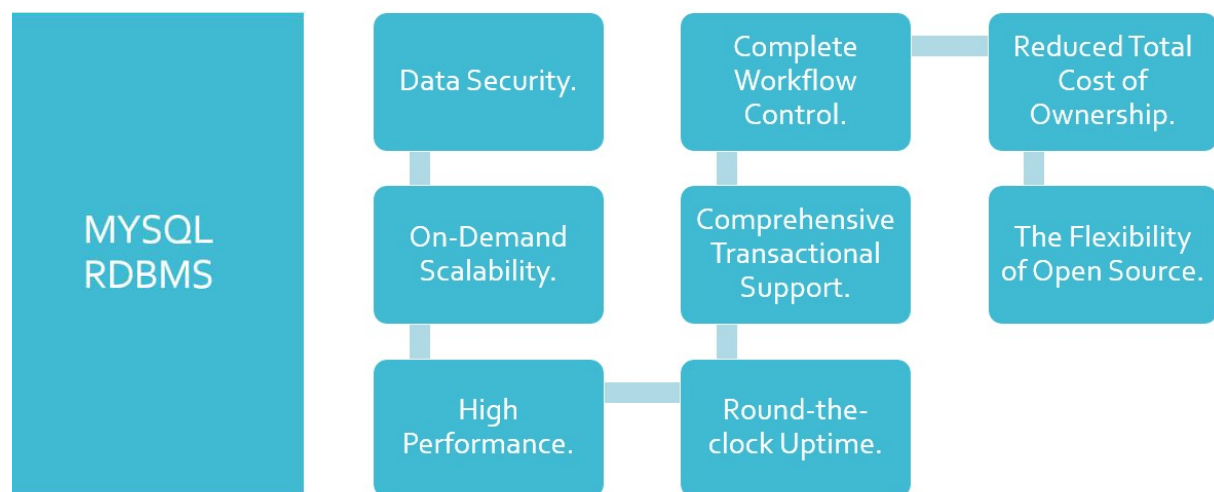 MYSQL
RDBMS
Data Security.
On-Demand
Scalability.
High
Performance.
Round-the-
clock Uptime.
Comprehensive
Transactional
Support.
Complete
Workflow
Control.
Reduced Total
Cost of
Ownership.
The Flexibility
of Open Source.